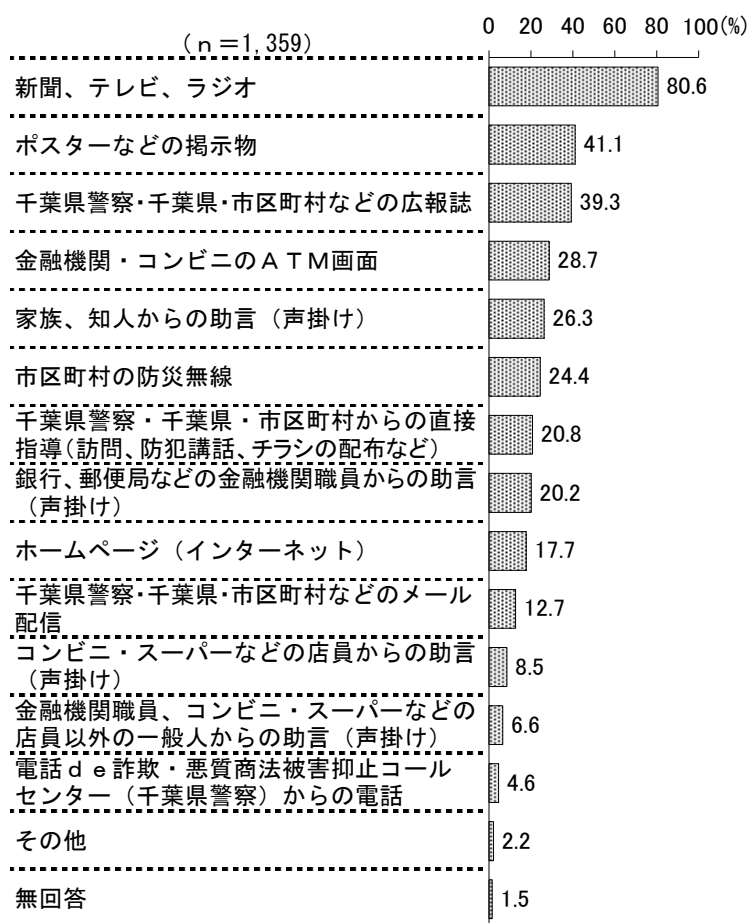 0 20 40 60 80 100(%)
(n=1,359)
新聞、テレビ、ラジオ 80.6
ポスターなどの掲示物 41.1
千葉県警察・千葉県・市区町村などの広報誌 39.3
金融機関・コンビニのATM画面 28.7
家族、知人からの助言（声掛け） 26.3
市区町村の防災無線 24.4
千葉県警察・千葉県・市区町村からの直接
指導（訪問、防犯講話、チラシの配布など） 20.8
銀行、郵便局などの金融機関職員からの助言
（声掛け） 20.2
ホームページ（インターネット） 17.7
千葉県警察・千葉県・市区町村などのメール
配信 12.7
コンビニ・スーパーなどの店員からの助言
（声掛け） 8.5
金融機関職員、コンビニ・スーパーなどの
店員以外の一般人からの助言（声掛け） 6.6
電話de詐欺・悪質商法被害抑止コール
センター（千葉県警察）からの電話 4.6
その他 2.2
無回答 1.5